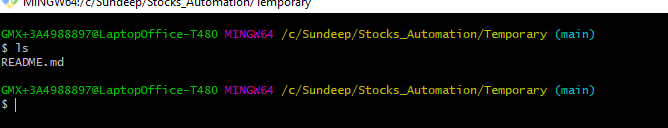 MINGW64:/c/Sundeep/Stocks_Automation/Temporary
GMX+3A4988897@LaptopOffice-T480 MINGW64 /c/Sundeep/Stocks_Automation/Temporary (main)
$ ls
README.md
GMX+3A4988897@LaptopOffice-T480 MINGW64 /c/Sundeep/Stocks_Automation/Temporary (main)
$